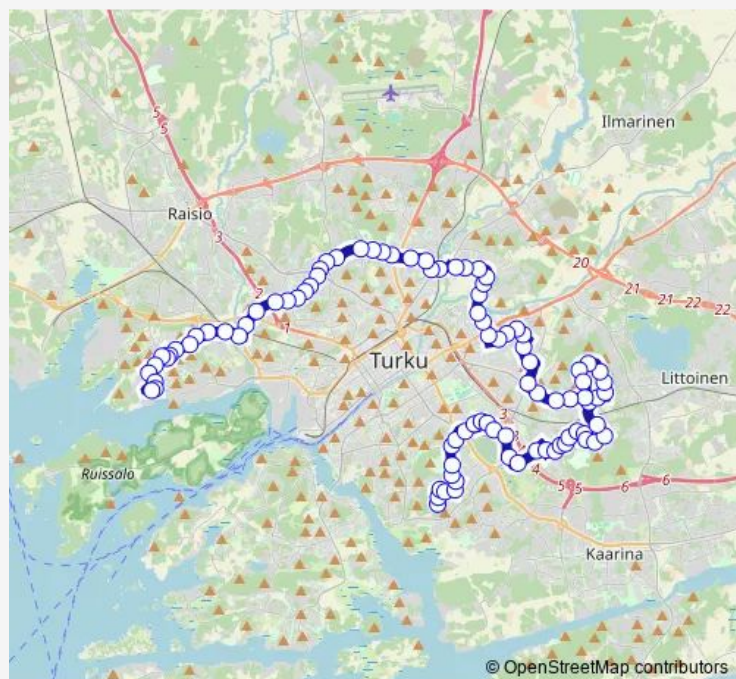 5
5
Ilmarinen
Raisio
3
20
21
21
22
22
2
1
Turku
Littoinen
3
4
Ruissalo
5
5
6
6
Kaarina
© OpenStreetMap contributors